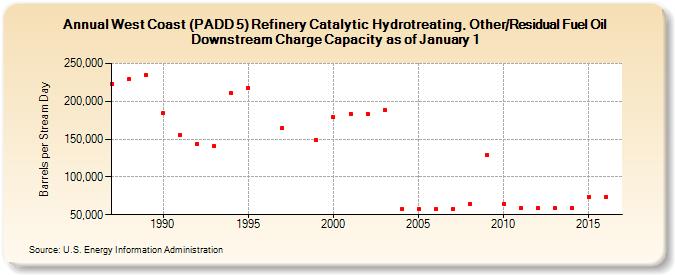 Annual West Coast (PADD 5) Refinery Catalytic Hydrotreating, Other/Residual Fuel Oil
Downstream Charge Capacity as of January 1
Barrels per Stream Day
250,000
200,000
150,000
100,000
50,000
1990
1995
2000
2005
2010
2015
Source: U.S. Energy Information Administration